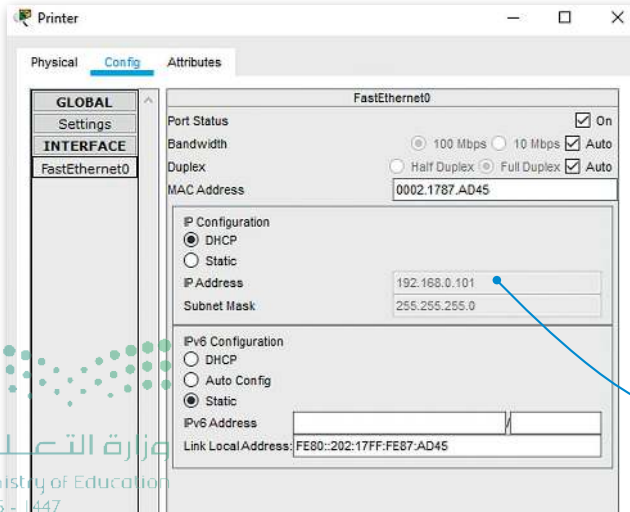 Printer
Physical Config Attributes
GLOBAL
Settings
INTERFACE
FastEthernet0
FastEthernet0
Port Status On
Bandwidth 100 Mbps 10 Mbps Auto
Duplex Half Duplex Full Duplex Auto
MAC Address 0002.1787.AD45
IP Configuration
DHCP
Static
IP Address 192.168.0.101
Subnet Mask 255.255.255.0
IPv6 Configuration
DHCP
Auto Config
Static
IPv6 Address /
Link Local Address: FE80::202:17FF:FE87:AD45
of Education
1447